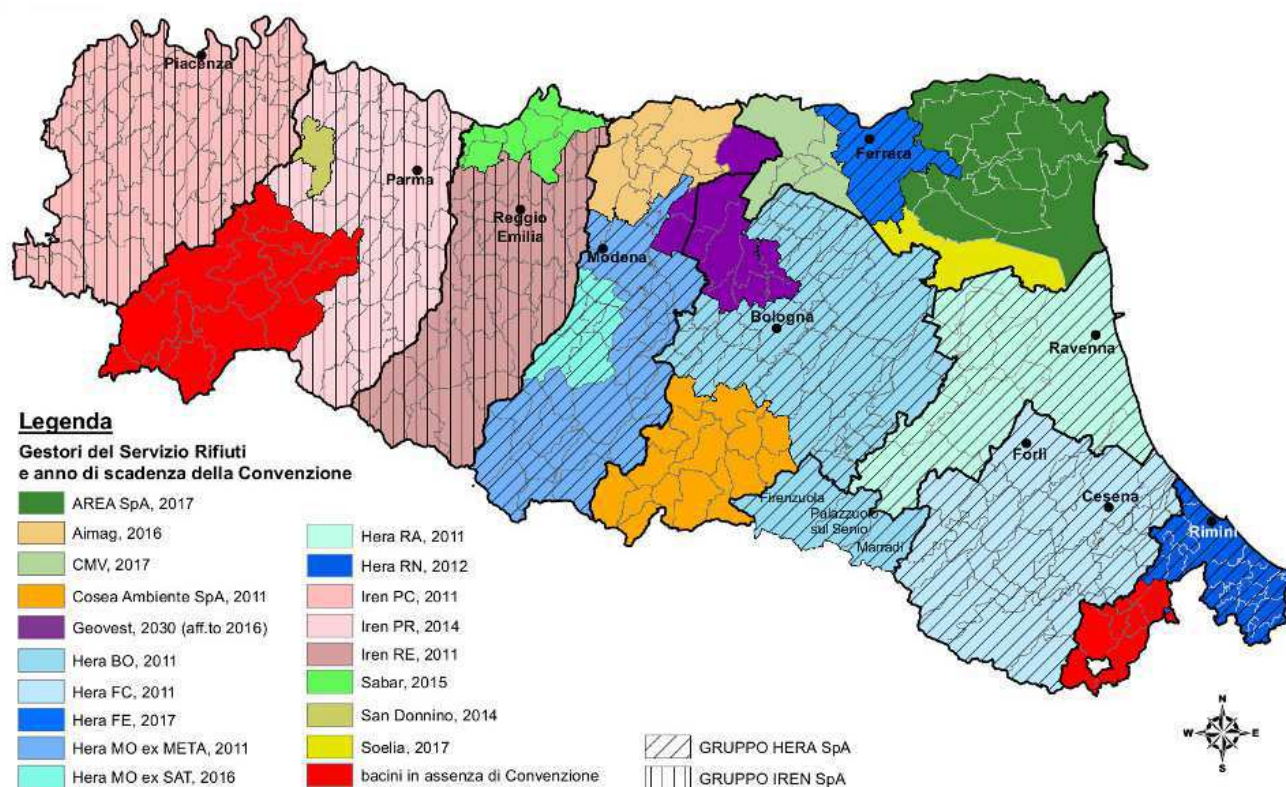 Piacenza
Parma
Reggio
Emilia
Modena
Bologna
Ferrara
Ravenna
Forlì
Cesena
Rimini
Firenzuola
Palazzuolo
sul Senio
Marradi
Legenda
Gestori del Servizio Rifiuti
e anno di scadenza della Convenzione
AREA SpA, 2017
Aimag, 2016
CMV, 2017
Cosea Ambiente SpA, 2011
Geovest, 2030 (aff.to 2016)
Hera BO, 2011
Hera FC, 2011
Hera FE, 2017
Hera MO ex META, 2011
Hera MO ex SAT, 2016
Hera RA, 2011
Hera RN, 2012
Iren PC, 2011
Iren PR, 2014
Iren RE, 2011
Sabar, 2015
San Donnino, 2014
Soelia, 2017
bacini in assenza di Convenzione
GRUPPO HERA SpA
GRUPPO IREN SpA
N
W E
S